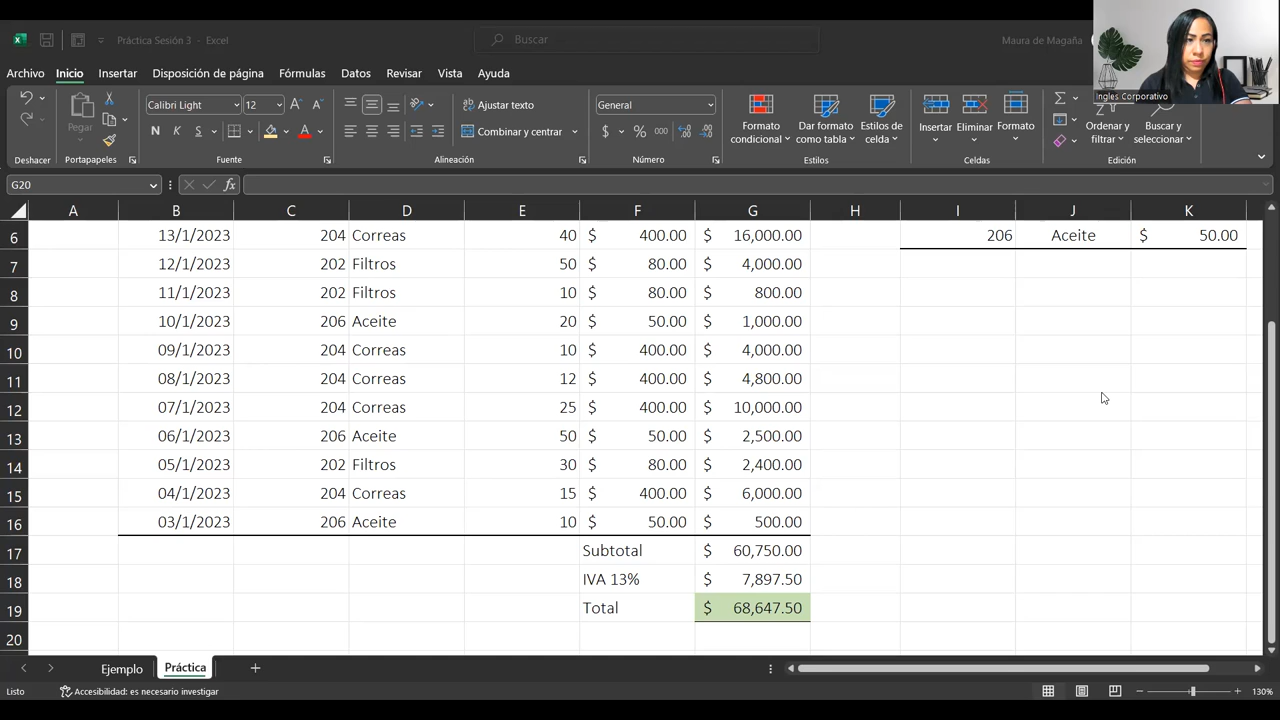 Práctica Sesión 3 - Excel
Buscar
Maura de Magaña
Ingles Corporativo
Archivo Inicio Insertar Disposición de página Fórmulas Datos Revisar Vista Ayuda
Calibri Light 12
Pegar
N K S
Ajustar texto
Combinar y centrar
General
$ % 000
Formato condicional
Dar formato como tabla
Estilos de celda
Insertar
Eliminar
Formato
Ordenar y filtrar
Buscar y seleccionar
Deshacer Portapapeles Fuente Alineación Número Estilos Celdas Edición
G20 fx
A B C D E F G H I J K
6 13/1/2023 204 Correas 40 $ 400.00 $ 16,000.00 206 Aceite $ 50.00
7 12/1/2023 202 Filtros 50 $ 80.00 $ 4,000.00
8 11/1/2023 202 Filtros 10 $ 80.00 $ 800.00
9 10/1/2023 206 Aceite 20 $ 50.00 $ 1,000.00
10 09/1/2023 204 Correas 10 $ 400.00 $ 4,000.00
11 08/1/2023 204 Correas 12 $ 400.00 $ 4,800.00
12 07/1/2023 204 Correas 25 $ 400.00 $ 10,000.00
13 06/1/2023 206 Aceite 50 $ 50.00 $ 2,500.00
14 05/1/2023 202 Filtros 30 $ 80.00 $ 2,400.00
15 04/1/2023 204 Correas 15 $ 400.00 $ 6,000.00
16 03/1/2023 206 Aceite 10 $ 50.00 $ 500.00
17 Subtotal $ 60,750.00
18 IVA 13% $ 7,897.50
19 Total $ 68,647.50
20
Ejemplo Práctica
Listo Accesibilidad: es necesario investigar 130%